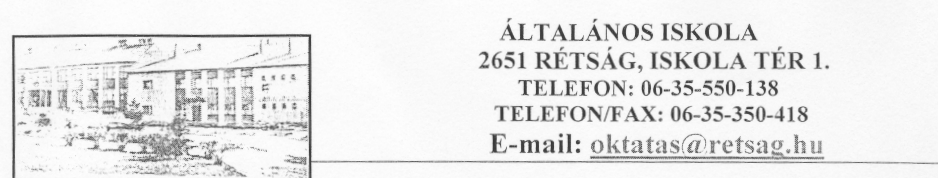 ÁLTALÁNOS ISKOLA
2651 RÉTSÁG, ISKOLA TÉR 1.
TELEFON: 06-35-550-138
TELEFON/FAX: 06-35-350-418
E-mail: oktatas@retsag.hu